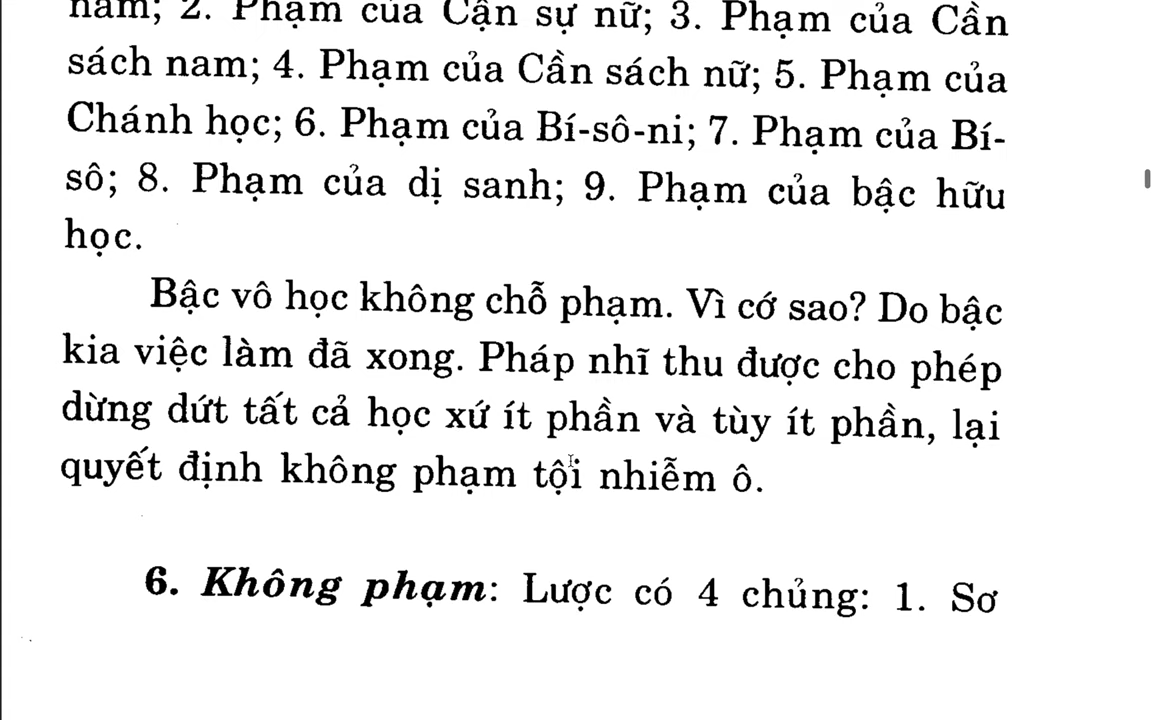 nam; 2. Phạm của Cận sự nữ; 3. Phạm của Cần
sách nam; 4. Phạm của Cần sách nữ; 5. Phạm của
Chánh học; 6. Phạm của Bí-sô-ni; 7. Phạm của Bí-
sô; 8. Phạm của dị sanh; 9. Phạm của bậc hữu
học.
Bậc vô học không chỗ phạm. Vì cớ sao? Do bậc
kia việc làm đã xong. Pháp nhĩ thu được cho phép
dừng dứt tất cả học xứ ít phần và tùy ít phần, lại
quyết định không phạm tội nhiễm ô.
6. Không phạm: Lược có 4 chủng: 1. Sơ